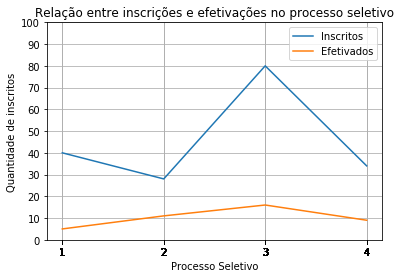 Relação entre inscrições e efetivações no processo seletivo
Inscritos
Efetivados
Quantidade de inscritos
100
90
80
70
60
50
40
30
20
10
0
1 2 3 4
Processo Seletivo